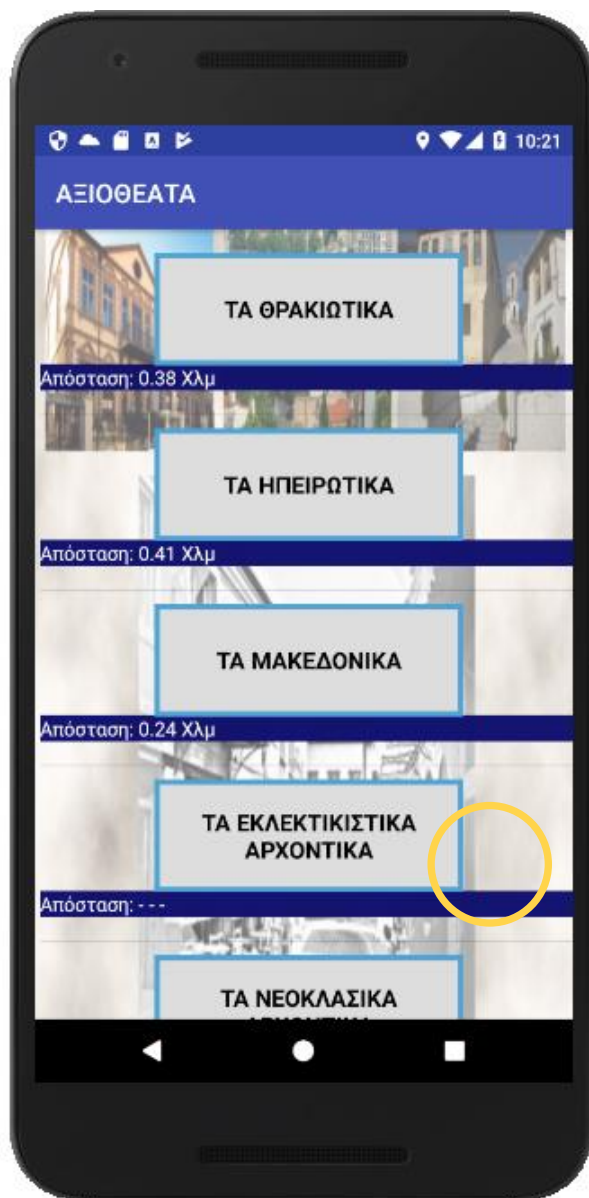 10:21
ΑΞΙΟΘΕΑΤΑ
ΤΑ ΘΡΑΚΙΩΤΙΚΑ
Απόσταση: 0.38 Χλμ
ΤΑ ΗΠΕΙΡΩΤΙΚΑ
Απόσταση: 0.41 Χλμ
ΤΑ ΜΑΚΕΔΟΝΙΚΑ
Απόσταση: 0.24 Χλμ
ΤΑ ΕΚΛΕΚΤΙΚΙΣΤΙΚΑ
ΑΡΧΟΝΤΙΚΑ
Απόσταση: - - -
ΤΑ ΝΕΟΚΛΑΣΙΚΑ